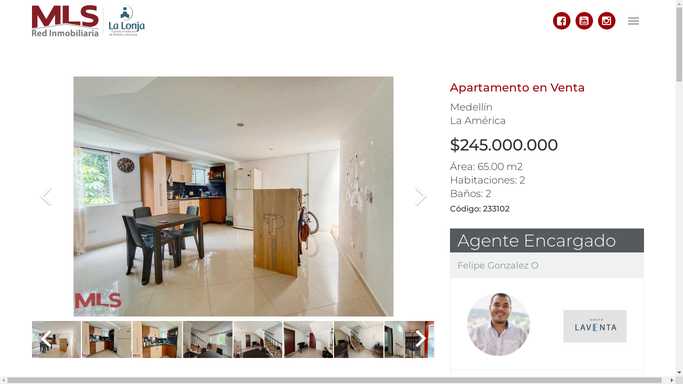 MLS
Red Inmobiliaria
La Lonja
Apartamento en Venta
Medellín
La América
$245.000.000
Área: 65.00 m2
Habitaciones: 2
Baños: 2
Código: 233102
Agente Encargado
Felipe Gonzalez O
MLS
LAVENTA